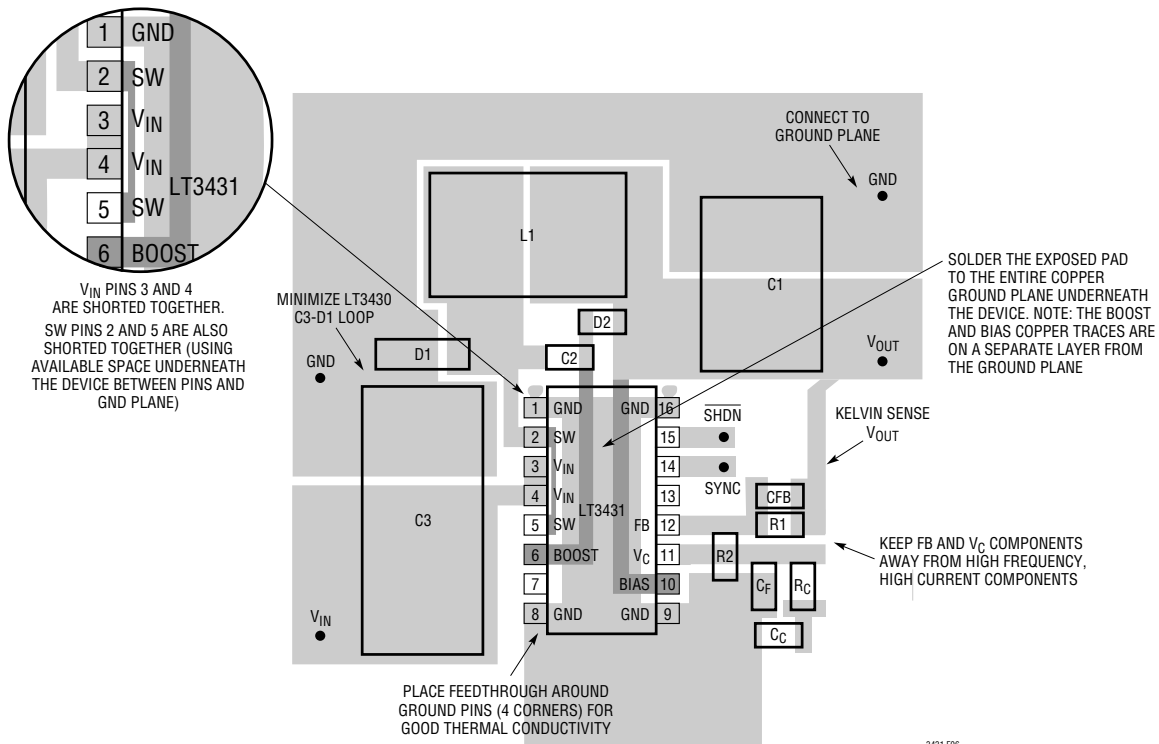 1 GND
2 SW
3 VIN
4 VIN
LT3431
5 SW
6 BOOST
VIN PINS 3 AND 4
ARE SHORTED TOGETHER.
SW PINS 2 AND 5 ARE ALSO
SHORTED TOGETHER (USING
AVAILABLE SPACE UNDERNEATH
THE DEVICE BETWEEN PINS AND
GND PLANE)
MINIMIZE LT3430
C3-D1 LOOP
GND
D1
C3
VIN
L1
D2
C2
CONNECT TO
GROUND PLANE
GND
C1
VOUT
SOLDER THE EXPOSED PAD
TO THE ENTIRE COPPER
GROUND PLANE UNDERNEATH
THE DEVICE. NOTE: THE BOOST
AND BIAS COPPER TRACES ARE
ON A SEPARATE LAYER FROM
THE GROUND PLANE
1 GND GND 16
2 SW 15
3 VIN 14
4 VIN 13
LT3431
5 SW FB 12
6 BOOST VC 11
7 BIAS 10
8 GND GND 9
SHDN
SYNC
KELVIN SENSE
VOUT
CFB
R1
R2
CF
RC
CC
KEEP FB AND VC COMPONENTS
AWAY FROM HIGH FREQUENCY,
HIGH CURRENT COMPONENTS
PLACE FEEDTHROUGH AROUND
GROUND PINS (4 CORNERS) FOR
GOOD THERMAL CONDUCTIVITY